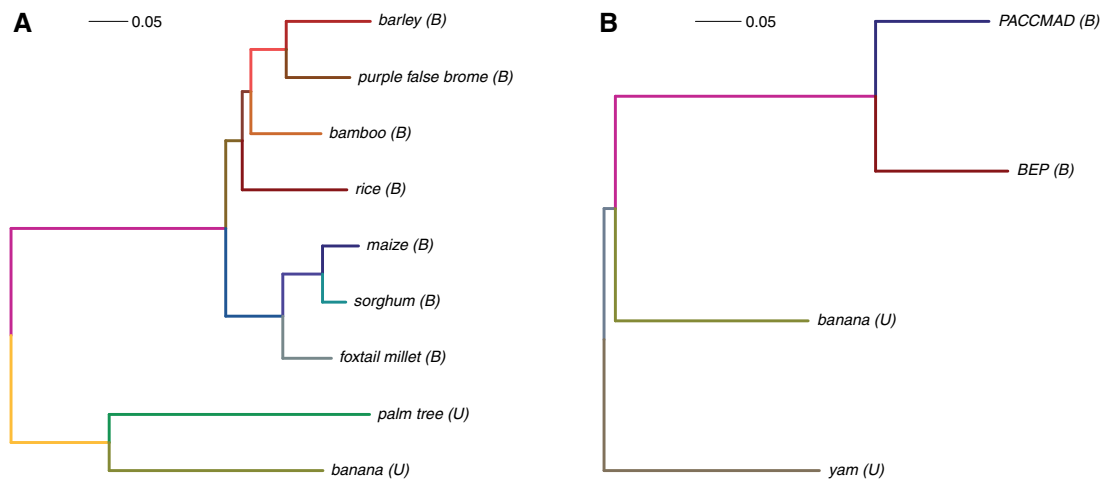 A
0.05
barley (B)
purple false brome (B)
bamboo (B)
rice (B)
maize (B)
sorghum (B)
foxtail millet (B)
palm tree (U)
banana (U)
B
0.05
PACCMAD (B)
BEP (B)
banana (U)
yam (U)